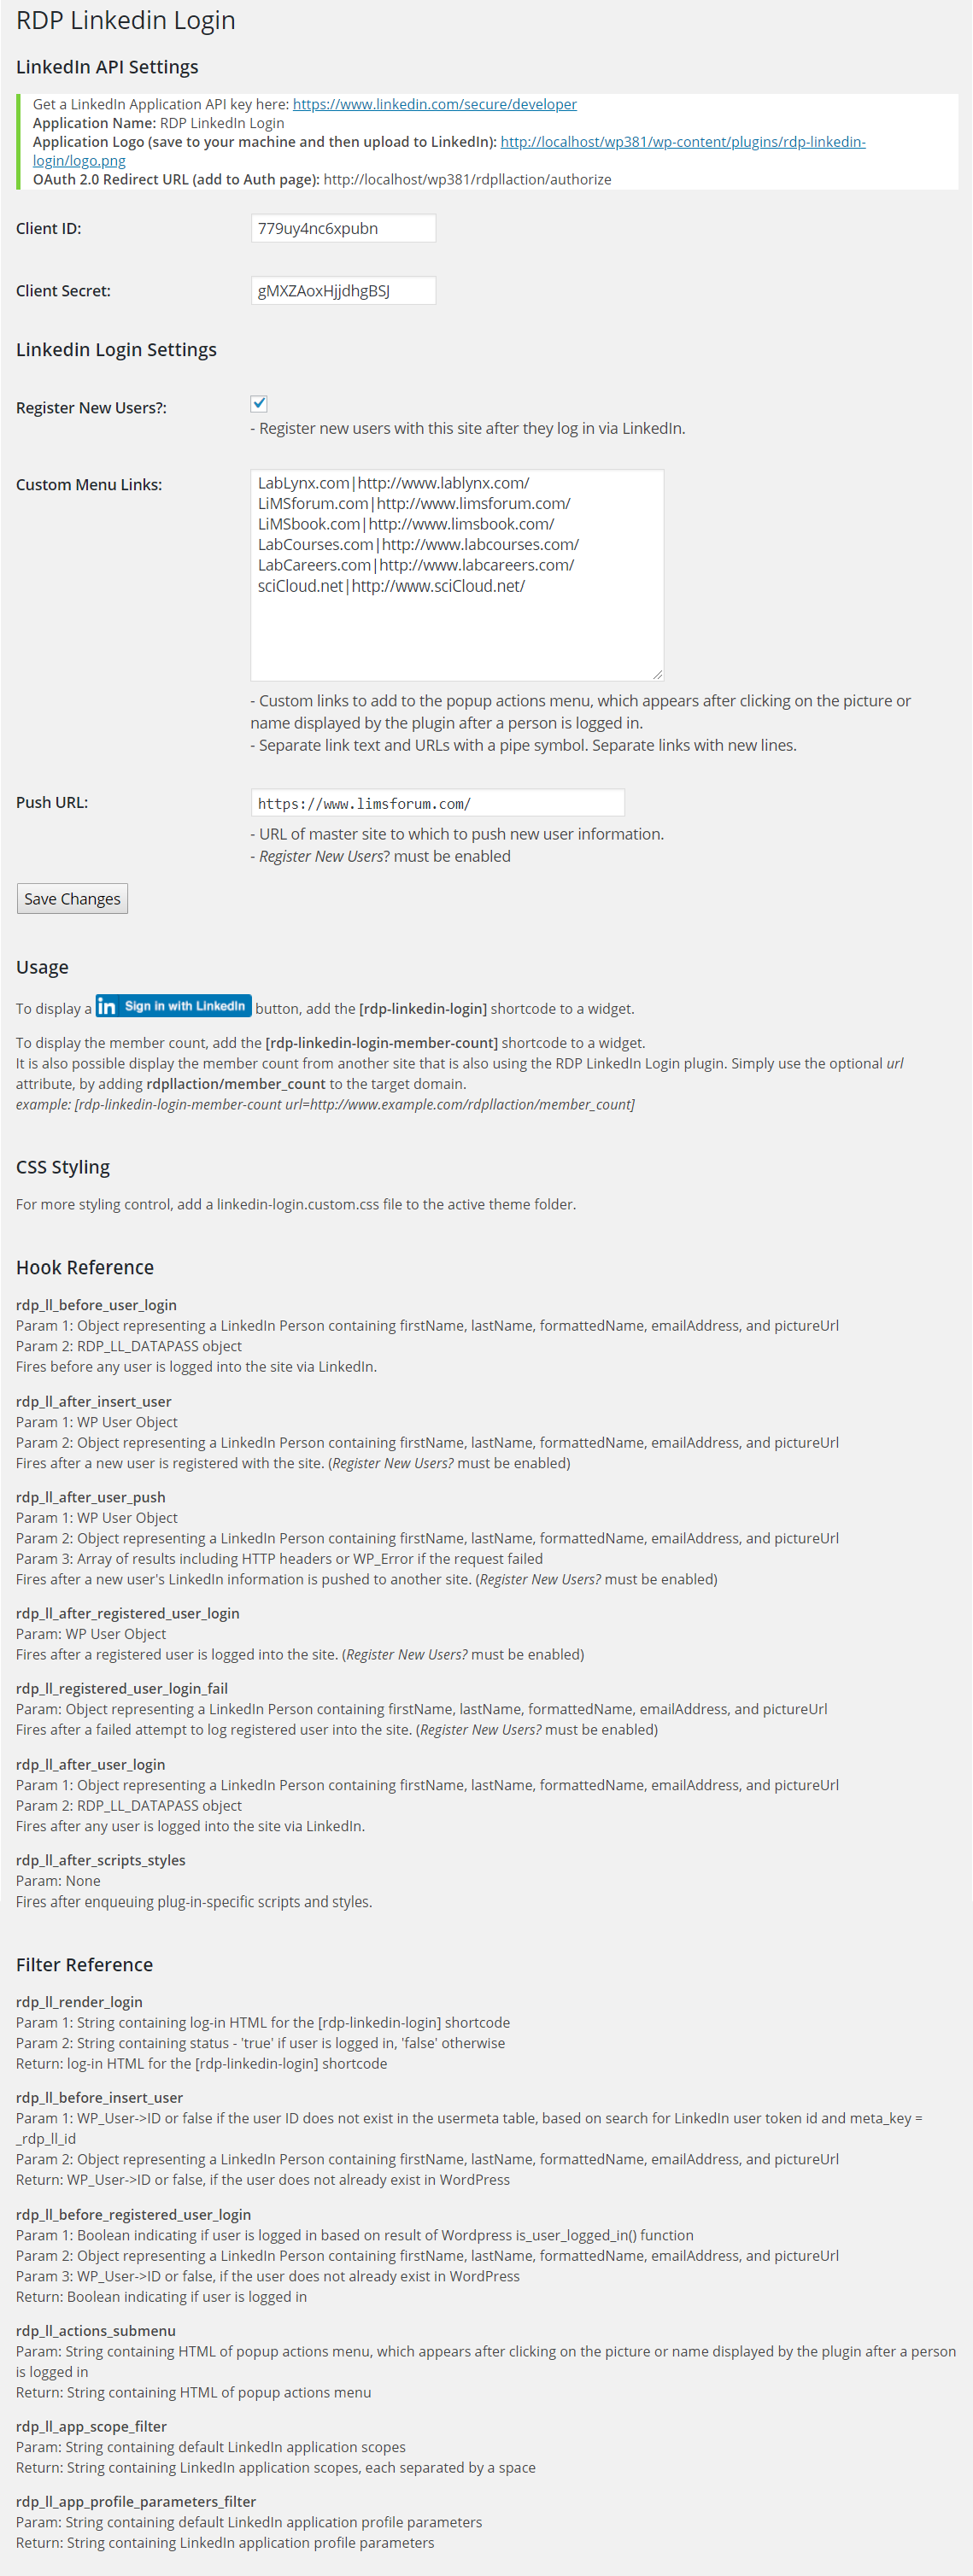 RDP Linkedin Login
LinkedIn API Settings
Get a LinkedIn Application API key here: https://www.linkedin.com/secure/developer
Application Name: RDP LinkedIn Login
Application Logo (save to your machine and then upload to LinkedIn): http://localhost/wp381/wp-content/plugins/rdp-linkedin-
login/logo.png
OAuth 2.0 Redirect URL (add to Auth page): http://localhost/wp381/rdpllaction/authorize
Client ID: 779uy4nc6xpubn
Client Secret: gMXZAoxHjjdhgBSJ
Linkedin Login Settings
Register New Users?:
- Register new users with this site after they log in via LinkedIn.
Custom Menu Links:
LabLynx.com|http://www.lablynx.com/
LiMSforum.com|http://www.limsforum.com/
LiMSbook.com|http://www.limsbook.com/
LabCourses.com|http://www.labcourses.com/
LabCareers.com|http://www.labcareers.com/
sciCloud.net|http://www.sciCloud.net/
- Custom links to add to the popup actions menu, which appears after clicking on the picture or
name displayed by the plugin after a person is logged in.
- Separate link text and URLs with a pipe symbol. Separate links with new lines.
Push URL: https://www.limsforum.com/
- URL of master site to which to push new user information.
- Register New Users? must be enabled
Save Changes
Usage
To display a in Sign in with LinkedIn button, add the [rdp-linkedin-login] shortcode to a widget.
To display the member count, add the [rdp-linkedin-login-member-count] shortcode to a widget.
It is also possible display the member count from another site that is also using the RDP LinkedIn Login plugin. Simply use the optional url
attribute, by adding rdpllaction/member_count to the target domain.
example: [rdp-linkedin-login-member-count url=http://www.example.com/rdpllaction/member_count]
CSS Styling
For more styling control, add a linkedin-login.custom.css file to the active theme folder.
Hook Reference
rdp_ll_before_user_login
Param 1: Object representing a LinkedIn Person containing firstName, lastName, formattedName, emailAddress, and pictureUrl
Param 2: RDP_LL_DATAPASS object
Fires before any user is logged into the site via LinkedIn.
rdp_ll_after_insert_user
Param 1: WP User Object
Param 2: Object representing a LinkedIn Person containing firstName, lastName, formattedName, emailAddress, and pictureUrl
Fires after a new user is registered with the site. (Register New Users? must be enabled)
rdp_ll_after_user_push
Param 1: WP User Object
Param 2: Object representing a LinkedIn Person containing firstName, lastName, formattedName, emailAddress, and pictureUrl
Param 3: Array of results including HTTP headers or WP_Error if the request failed
Fires after a new user's LinkedIn information is pushed to another site. (Register New Users? must be enabled)
rdp_ll_after_registered_user_login
Param: WP User Object
Fires after a registered user is logged into the site. (Register New Users? must be enabled)
rdp_ll_registered_user_login_fail
Param: Object representing a LinkedIn Person containing firstName, lastName, formattedName, emailAddress, and pictureUrl
Fires after a failed attempt to log registered user into the site. (Register New Users? must be enabled)
rdp_ll_after_user_login
Param 1: Object representing a LinkedIn Person containing firstName, lastName, formattedName, emailAddress, and pictureUrl
Param 2: RDP_LL_DATAPASS object
Fires after any user is logged into the site via LinkedIn.
rdp_ll_after_scripts_styles
Param: None
Fires after enqueuing plug-in-specific scripts and styles.
Filter Reference
rdp_ll_render_login
Param 1: String containing log-in HTML for the [rdp-linkedin-login] shortcode
Param 2: String containing status - 'true' if user is logged in, 'false' otherwise
Return: log-in HTML for the [rdp-linkedin-login] shortcode
rdp_ll_before_insert_user
Param 1: WP_User->ID or false if the user ID does not exist in the usermeta table, based on search for LinkedIn user token id and meta_key =
_rdp_ll_id
Param 2: Object representing a LinkedIn Person containing firstName, lastName, formattedName, emailAddress, and pictureUrl
Return: WP_User->ID or false, if the user does not already exist in WordPress
rdp_ll_before_registered_user_login
Param 1: Boolean indicating if user is logged in based on result of Wordpress is_user_logged_in() function
Param 2: Object representing a LinkedIn Person containing firstName, lastName, formattedName, emailAddress, and pictureUrl
Param 3: WP_User->ID or false, if the user does not already exist in WordPress
Return: Boolean indicating if user is logged in
rdp_ll_actions_submenu
Param: String containing HTML of popup actions menu, which appears after clicking on the picture or name displayed by the plugin after a person
is logged in
Return: String containing HTML of popup actions menu
rdp_ll_app_scope_filter
Param: String containing default LinkedIn application scopes
Return: String containing LinkedIn application scopes, each separated by a space
rdp_ll_app_profile_parameters_filter
Param: String containing default LinkedIn application profile parameters
Return: String containing LinkedIn application profile parameters